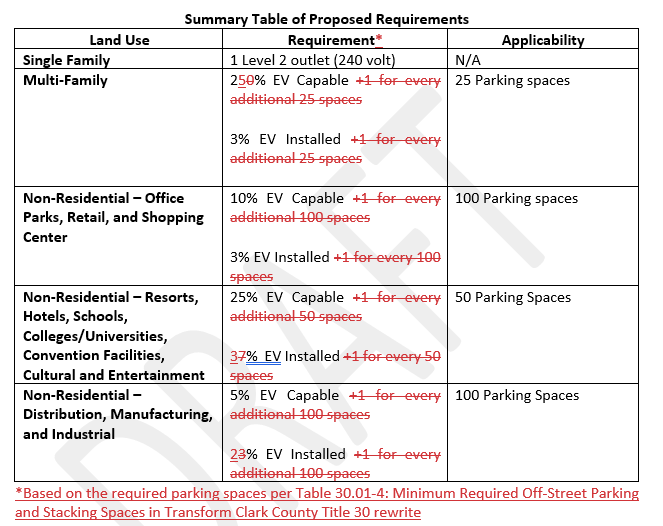 Summary Table of Proposed Requirements
Land Use
Requirement*
Applicability
Single Family
1 Level 2 outlet (240 volt)
N/A
Multi-Family
250% EV Capable +1 for every
additional 25 spaces
3% EV Installed +1 for every
additional 25 spaces
25 Parking spaces
Non-Residential – Office
Parks, Retail, and Shopping
Center
10% EV Capable +1 for every
additional 100 spaces
3% EV Installed +1 for every 100
spaces
100 Parking spaces
Non-Residential – Resorts,
Hotels, Schools,
Colleges/Universities,
Convention Facilities,
Cultural and Entertainment
25% EV Capable +1 for every
additional 50 spaces
37% EV Installed +1 for every 50
spaces
50 Parking Spaces
Non-Residential –
Distribution, Manufacturing,
and Industrial
5% EV Capable +1 for every
additional 100 spaces
23% EV Installed +1 for every
additional 100 spaces
100 Parking Spaces
*Based on the required parking spaces per Table 30.01-4: Minimum Required Off-Street Parking
and Stacking Spaces in Transform Clark County Title 30 rewrite
DRAFT